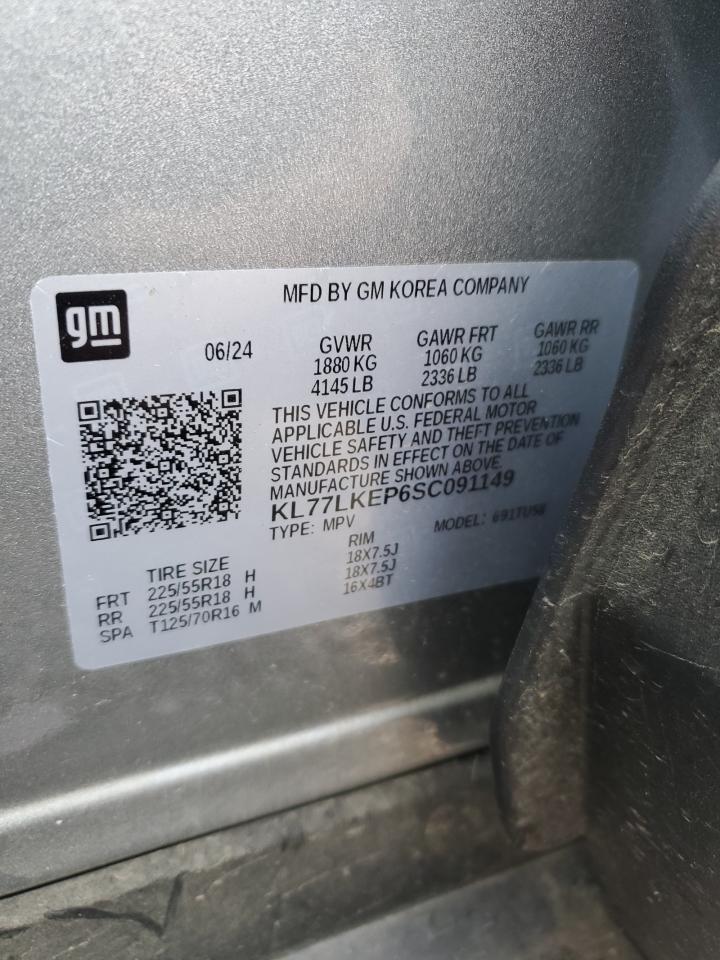 gm
MFD BY GM KOREA COMPANY
06/24
GVWR GAWR FRT GAWR RR
1880 KG 1060 KG 1060 KG
4145 LB 2336 LB 2336 LB
THIS VEHICLE CONFORMS TO ALL
APPLICABLE U.S. FEDERAL MOTOR
VEHICLE SAFETY AND THEFT PREVENTION
STANDARDS IN EFFECT ON THE DATE OF
MANUFACTURE SHOWN ABOVE.
KL77LKEP6SC091149
TYPE: MPV MODEL:
TIRE SIZE RIM
FRT 225/55R18 H 18X7.5J
RR 225/55R18 H 18X7.5J
SPA T125/70R16 M 16X4BT